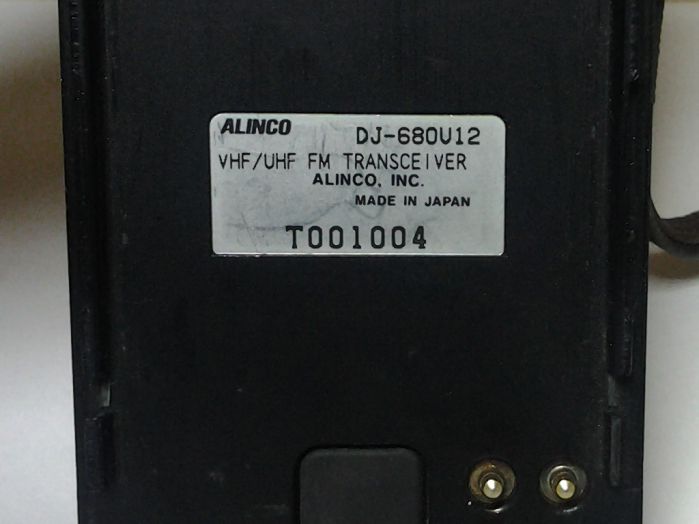 ALINCO DJ-680V12
VHF/UHF FM TRANSCEIVER
ALINCO, INC.
MADE IN JAPAN
T001004